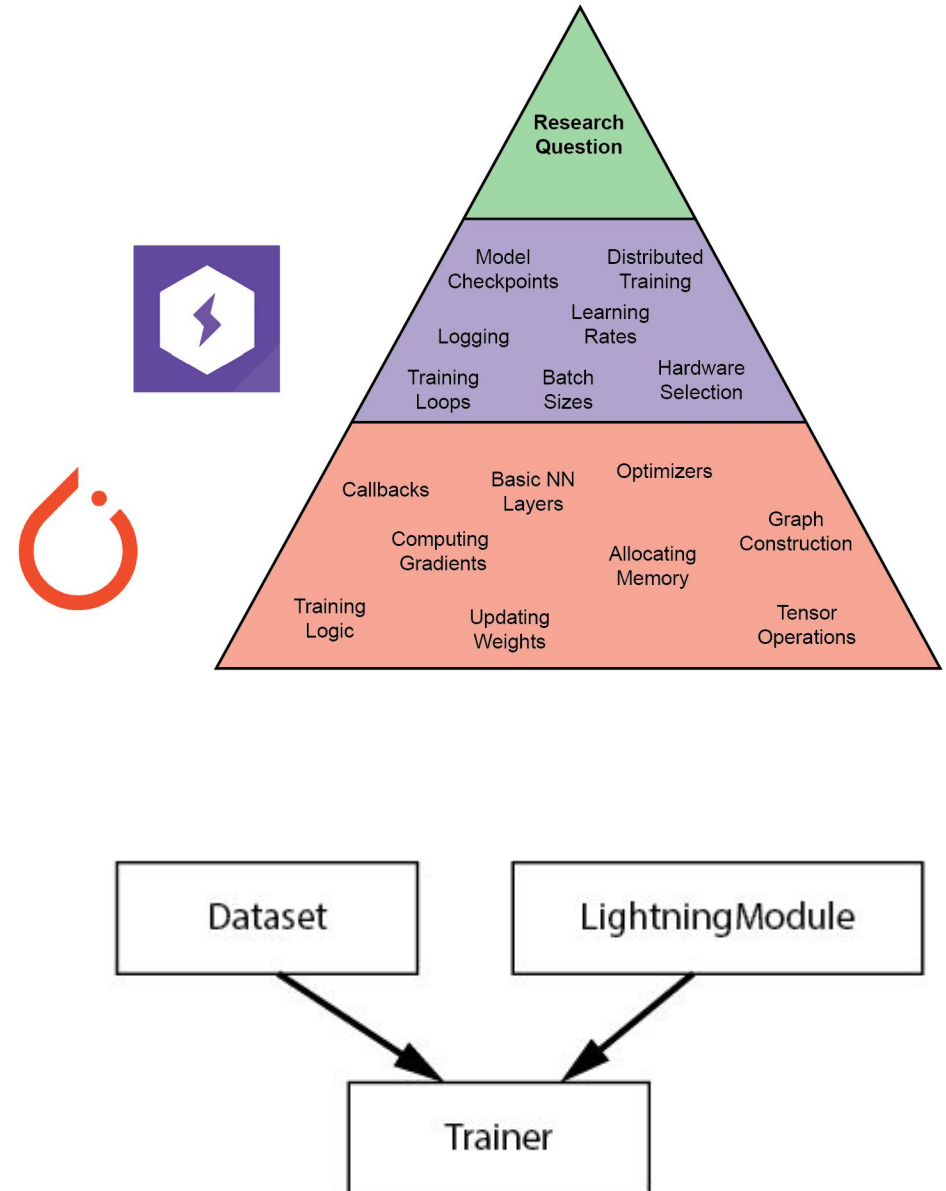 Research
Question
Model
Checkpoints
Distributed
Training
Logging
Learning
Rates
Training
Loops
Batch
Sizes
Hardware
Selection
Callbacks
Basic NN
Layers
Optimizers
Computing
Gradients
Allocating
Memory
Graph
Construction
Training
Logic
Updating
Weights
Tensor
Operations
Dataset
LightningModule
Trainer